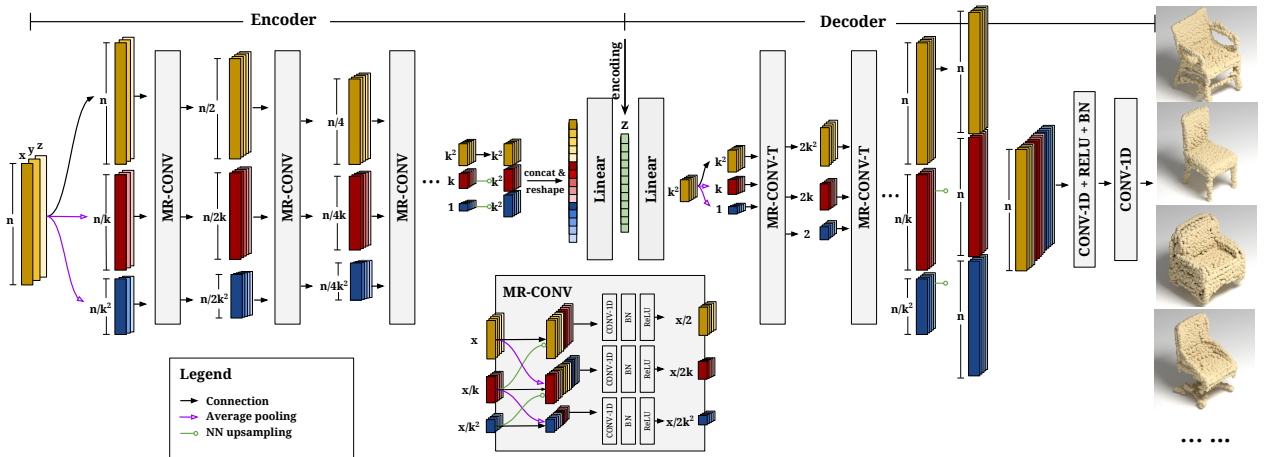 Encoder
Decoder
x y z
n
n
n/k
n/k²
MR-CONV
n/2
n/2k
n/2k²
MR-CONV
n/4
n/4k
n/4k²
MR-CONV
...
k²
k
1
k²
k²
k²
concat &
reshape
Linear
encoding
z
Linear
k²
k²
k
1
MR-CONV-T
2k²
2k
2
MR-CONV-T
...
n
n/k
n/k²
n
n
n
n
CONV-1D + RELU + BN
CONV-1D
... ...
MR-CONV
x
x/k
x/k²
CONV-1D
BN
ReLU
x/2
CONV-1D
BN
ReLU
x/2k
CONV-1D
BN
ReLU
x/2k²
Legend
Connection
Average pooling
NN upsampling